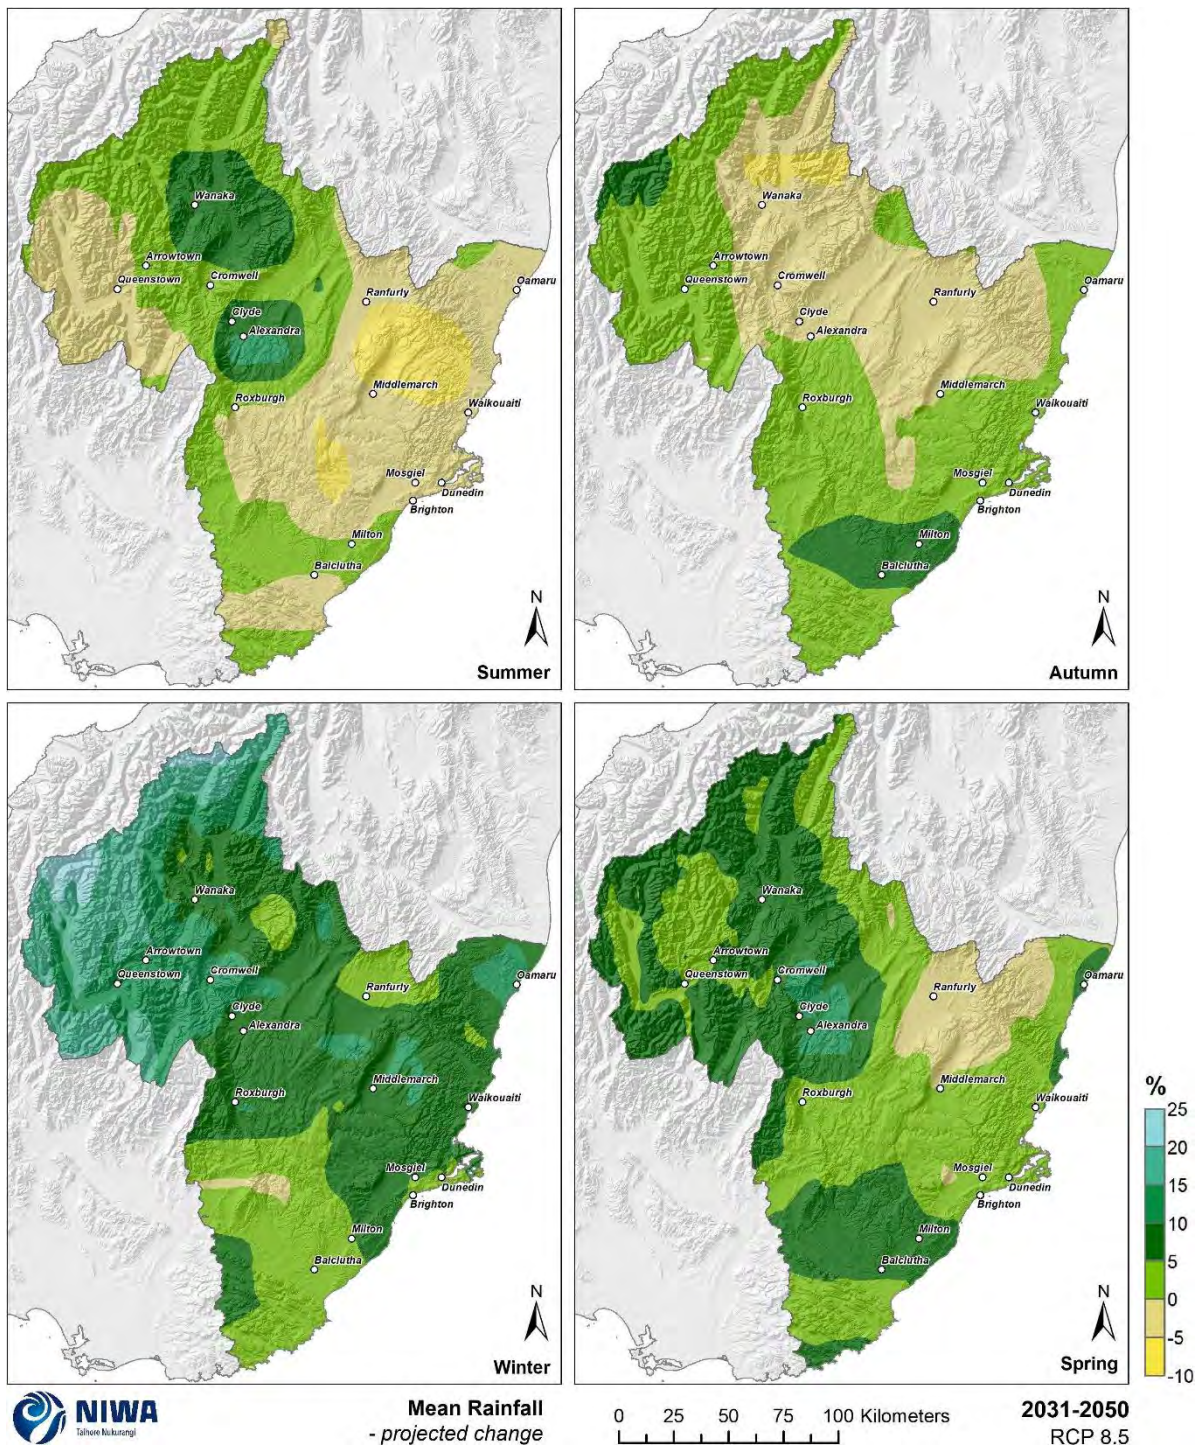 Wanaka
Arrowtown
Queenstown
Cromwell
Clyde
Alexandra
Ranfurly
Oamaru
Middlemarch
Roxburgh
Waikouaiti
Mosgiel
Dunedin
Brighton
Milton
Balclutha
N
Summer
Wanaka
Arrowtown
Queenstown
Cromwell
Clyde
Alexandra
Ranfurly
Oamaru
Middlemarch
Roxburgh
Waikouaiti
Mosgiel
Dunedin
Brighton
Milton
Balclutha
N
Autumn
Wanaka
Arrowtown
Queenstown
Cromwell
Clyde
Alexandra
Ranfurly
Oamaru
Middlemarch
Roxburgh
Waikouaiti
Mosgiel
Dunedin
Brighton
Milton
Balclutha
N
Winter
Wanaka
Arrowtown
Queenstown
Cromwell
Clyde
Alexandra
Ranfurly
Oamaru
Middlemarch
Roxburgh
Waikouaiti
Mosgiel
Dunedin
Brighton
Milton
Balclutha
N
Spring
%
25
20
15
10
5
0
-5
-10
NIWA
Taihoro Nukurangi
Mean Rainfall
- projected change
0 25 50 75 100 Kilometers
2031-2050
RCP 8.5